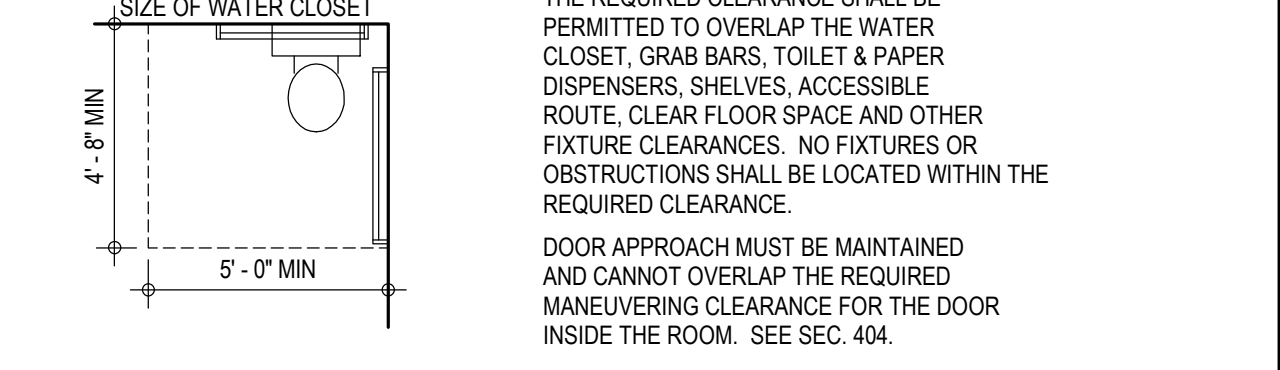 SIZE OF WATER CLOSET
4' - 8" MIN
5' - 0" MIN
THE REQUIRED CLEARANCE SHALL BE
PERMITTED TO OVERLAP THE WATER
CLOSET, GRAB BARS, TOILET & PAPER
DISPENSERS, SHELVES, ACCESSIBLE
ROUTE, CLEAR FLOOR SPACE AND OTHER
FIXTURE CLEARANCES.  NO FIXTURES OR
OBSTRUCTIONS SHALL BE LOCATED WITHIN THE
REQUIRED CLEARANCE.
DOOR APPROACH MUST BE MAINTAINED
AND CANNOT OVERLAP THE REQUIRED
MANEUVERING CLEARANCE FOR THE DOOR
INSIDE THE ROOM.  SEE SEC. 404.